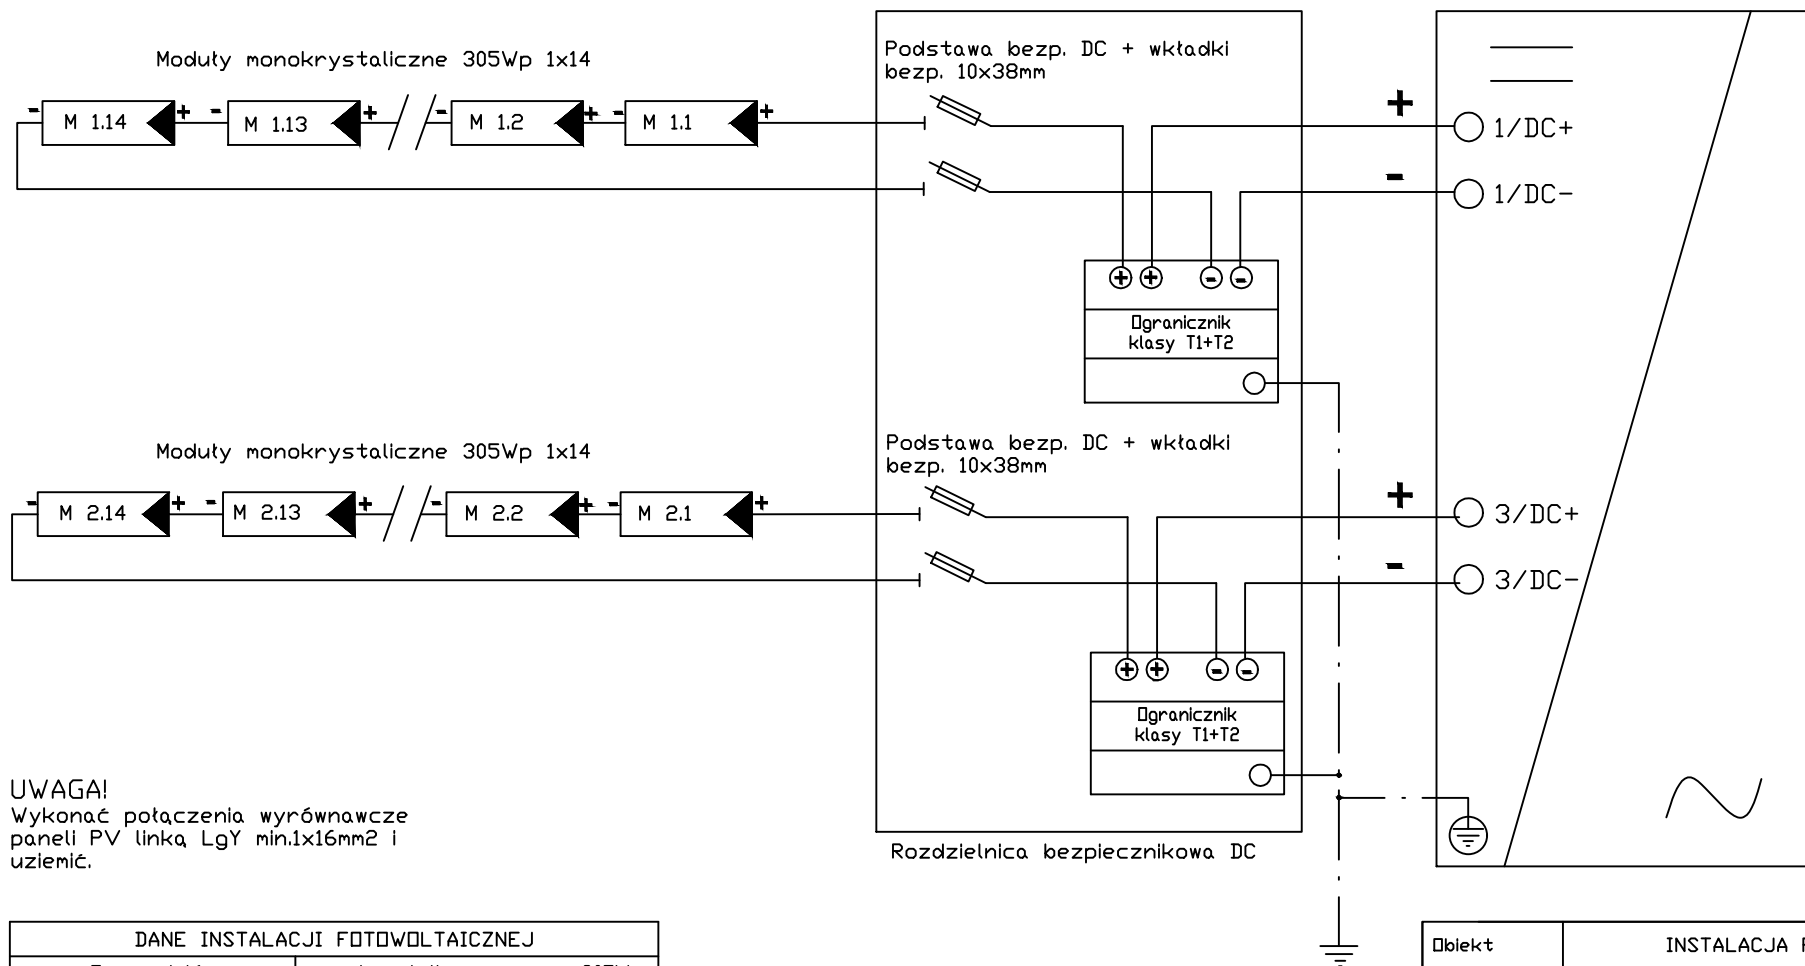 Moduły monokrystaliczne 305Wp 1x14
- M 1.14 + - M 1.13 + - M 1.2 + - M 1.1 +
Podstawa bezp. DC + wkładki
bezp. 10x38mm
+ 1/DC+
- 1/DC-
+ + - -
Ogranicznik
klasy T1+T2
Moduły monokrystaliczne 305Wp 1x14
- M 2.14 + - M 2.13 + - M 2.2 + - M 2.1 +
Podstawa bezp. DC + wkładki
bezp. 10x38mm
+ 3/DC+
- 3/DC-
+ + - -
Ogranicznik
klasy T1+T2
UWAGA!
Wykonać połączenia wyrównawcze
paneli PV linką LgY min.1x16mm2 i
uziemić.
Rozdzielnica bezpiecznikowa DC
DANE INSTALACJI FOTOWOLTAICZNEJ
Obiekt
INSTALACJA